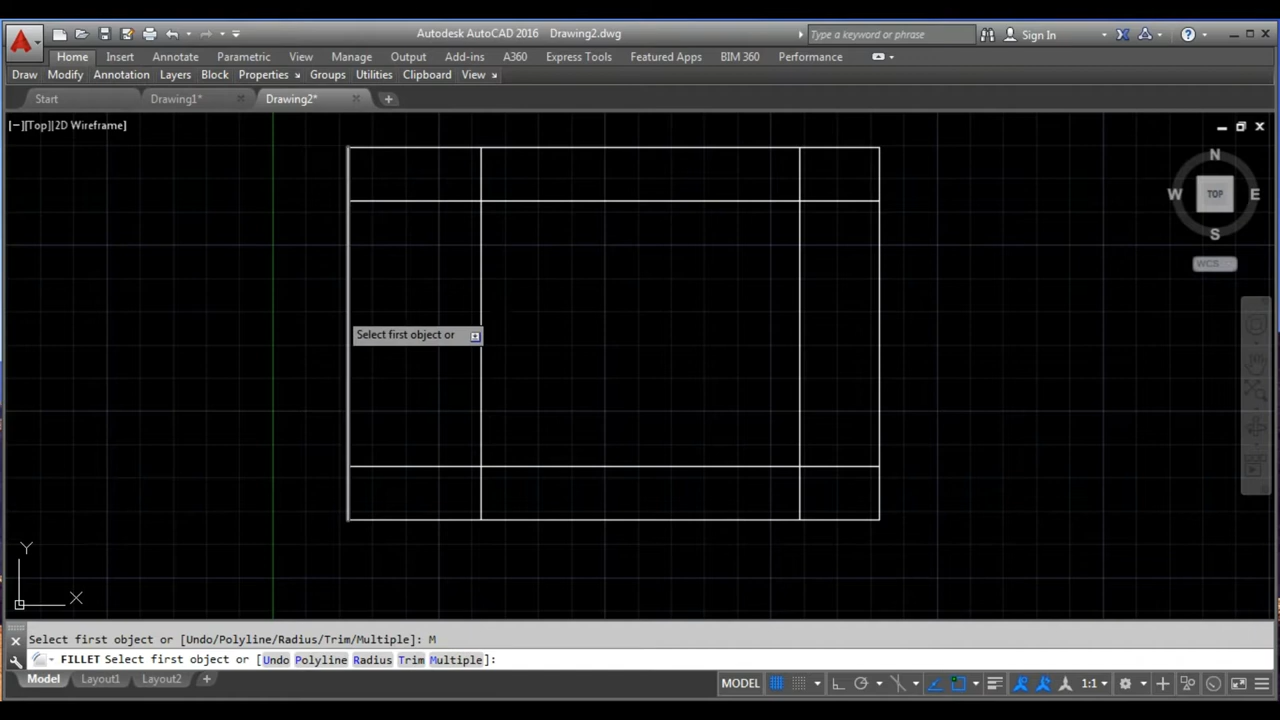 Autodesk AutoCAD 2016 Drawing2.dwg
Type a keyword or phrase
Sign In
Home Insert Annotate Parametric View Manage Output Add-ins A360 Express Tools Featured Apps BIM 360 Performance
Draw Modify Annotation Layers Block Properties Groups Utilities Clipboard View
Start Drawing1* Drawing2*
[−][Top][2D Wireframe]
N
W TOP E
S
WCS
Select first object or
Y
X
Select first object or [Undo/Polyline/Radius/Trim/Multiple]: M
FILLET Select first object or [Undo Polyline Radius Trim Multiple]:
Model Layout1 Layout2 +
MODEL 1:1